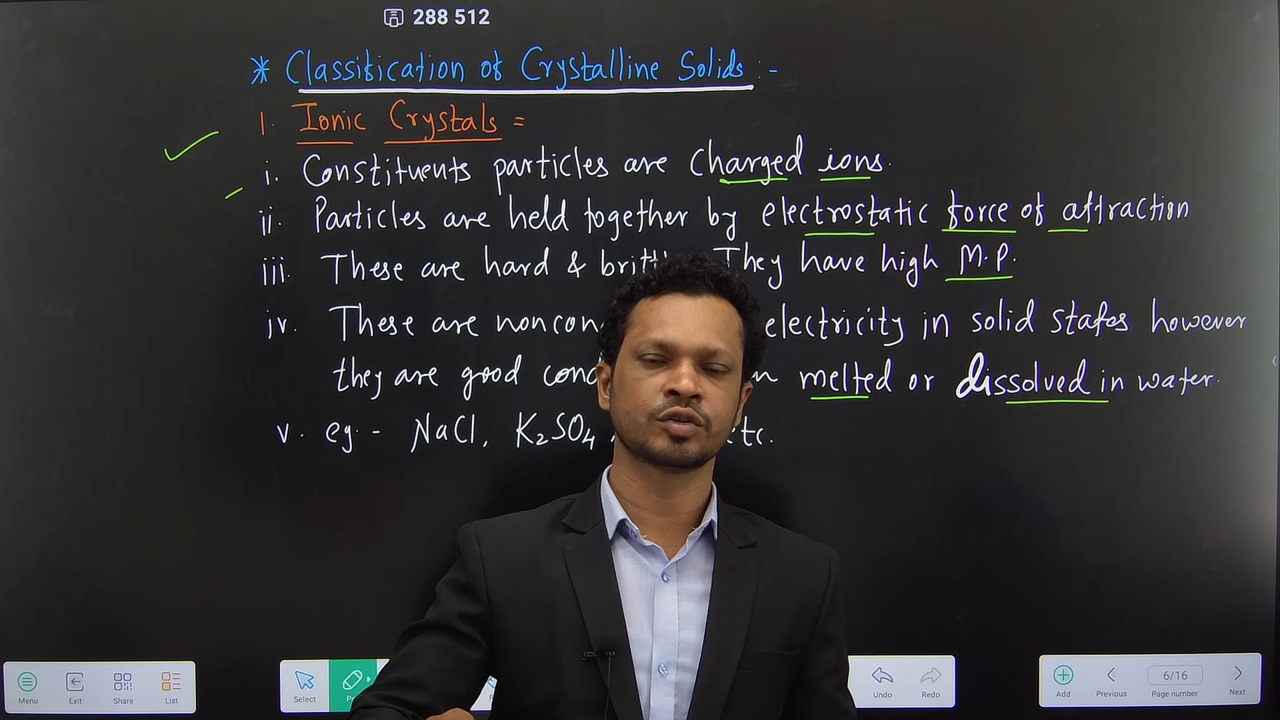 288 512
* Classification of Crystalline Solids :-
1. Ionic Crystals =
i. Constituents particles are charged ions.
ii. Particles are held together by electrostatic force of attraction
iii. These are hard & They have high M.P.
iv. These are electricity in solid states however
they are good melted or dissolved in water.
v. eg. - NaCl, K₂SO₄ etc.
Menu Exit Share List Select Undo Redo Add Previous 6/16 Page number Next